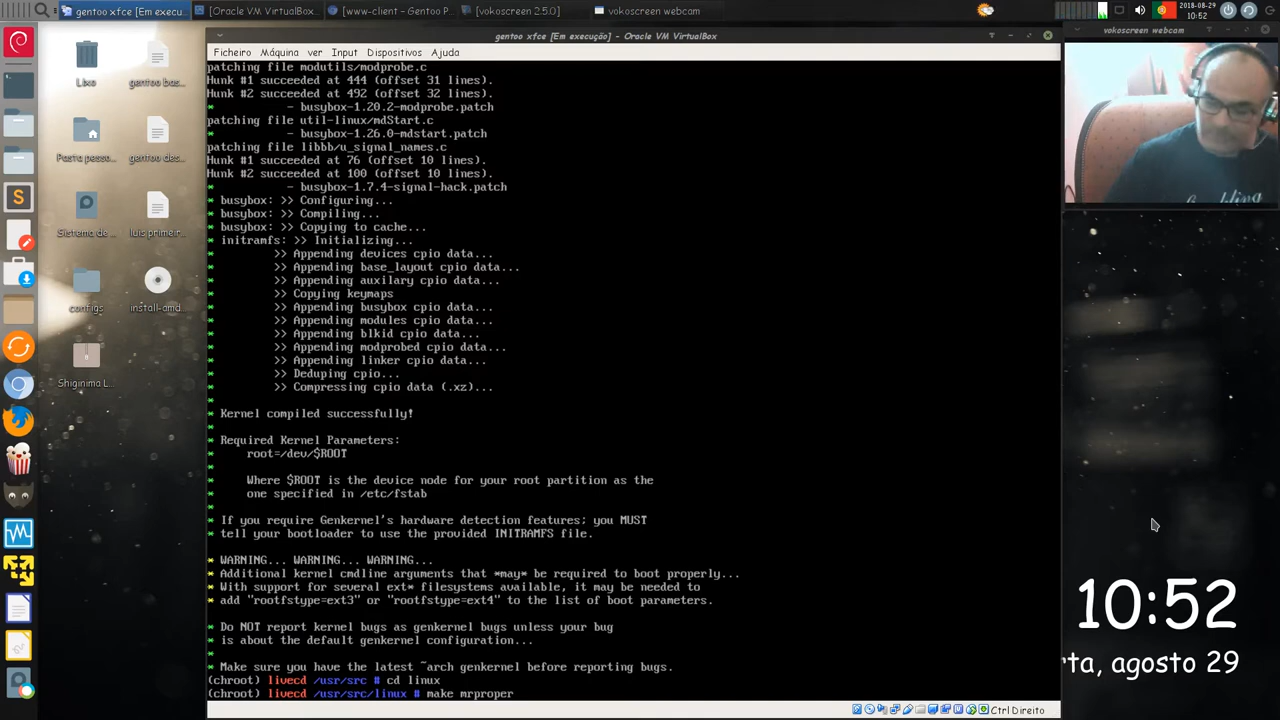 gentoo xfce [Em execu...
[Oracle VM VirtualBox...
[www-client – Gentoo P...
[vokoscreen 2.5.0]
vokoscreen webcam
2018-08-29
10:52
gentoo xfce [Em execução] - Oracle VM VirtualBox
vokoscreen webcam
Ficheiro Máquina ver Input Dispositivos Ajuda
Lixo
gentoo bas...
Pasta pesso...
gentoo des...
Sistema de ...
luis primeir...
configs
install-amd...
Shiginima L...
patching file modutils/modprobe.c
Hunk #1 succeeded at 444 (offset 31 lines).
Hunk #2 succeeded at 492 (offset 32 lines).
* - busybox-1.20.2-modprobe.patch
patching file util-linux/mdStart.c
* - busybox-1.26.0-mdstart.patch
patching file libbb/u_signal_names.c
Hunk #1 succeeded at 76 (offset 10 lines).
Hunk #2 succeeded at 100 (offset 10 lines).
* - busybox-1.7.4-signal-hack.patch
* busybox: >> Configuring...
* busybox: >> Compiling...
* busybox: >> Copying to cache...
* initramfs: >> Initializing...
* >> Appending devices cpio data...
* >> Appending base_layout cpio data...
* >> Appending auxilary cpio data...
* >> Copying keymaps
* >> Appending busybox cpio data...
* >> Appending modules cpio data...
* >> Appending blkid cpio data...
* >> Appending modprobed cpio data...
* >> Appending linker cpio data...
* >> Deduping cpio...
* >> Compressing cpio data (.xz)...
*
* Kernel compiled successfully!
*
* Required Kernel Parameters:
* root=/dev/$ROOT
*
* Where $ROOT is the device node for your root partition as the
* one specified in /etc/fstab
*
* If you require Genkernel's hardware detection features; you MUST
* tell your bootloader to use the provided INITRAMFS file.
*
* WARNING... WARNING... WARNING...
* Additional kernel cmdline arguments that *may* be required to boot properly...
* With support for several ext* filesystems available, it may be needed to
* add "rootfstype=ext3" or "rootfstype=ext4" to the list of boot parameters.
*
* Do NOT report kernel bugs as genkernel bugs unless your bug
* is about the default genkernel configuration...
*
* Make sure you have the latest ~arch genkernel before reporting bugs.
(chroot) livecd /usr/src # cd linux
(chroot) livecd /usr/src/linux # make mrproper
Ctrl Direito
10:52
rta, agosto 29